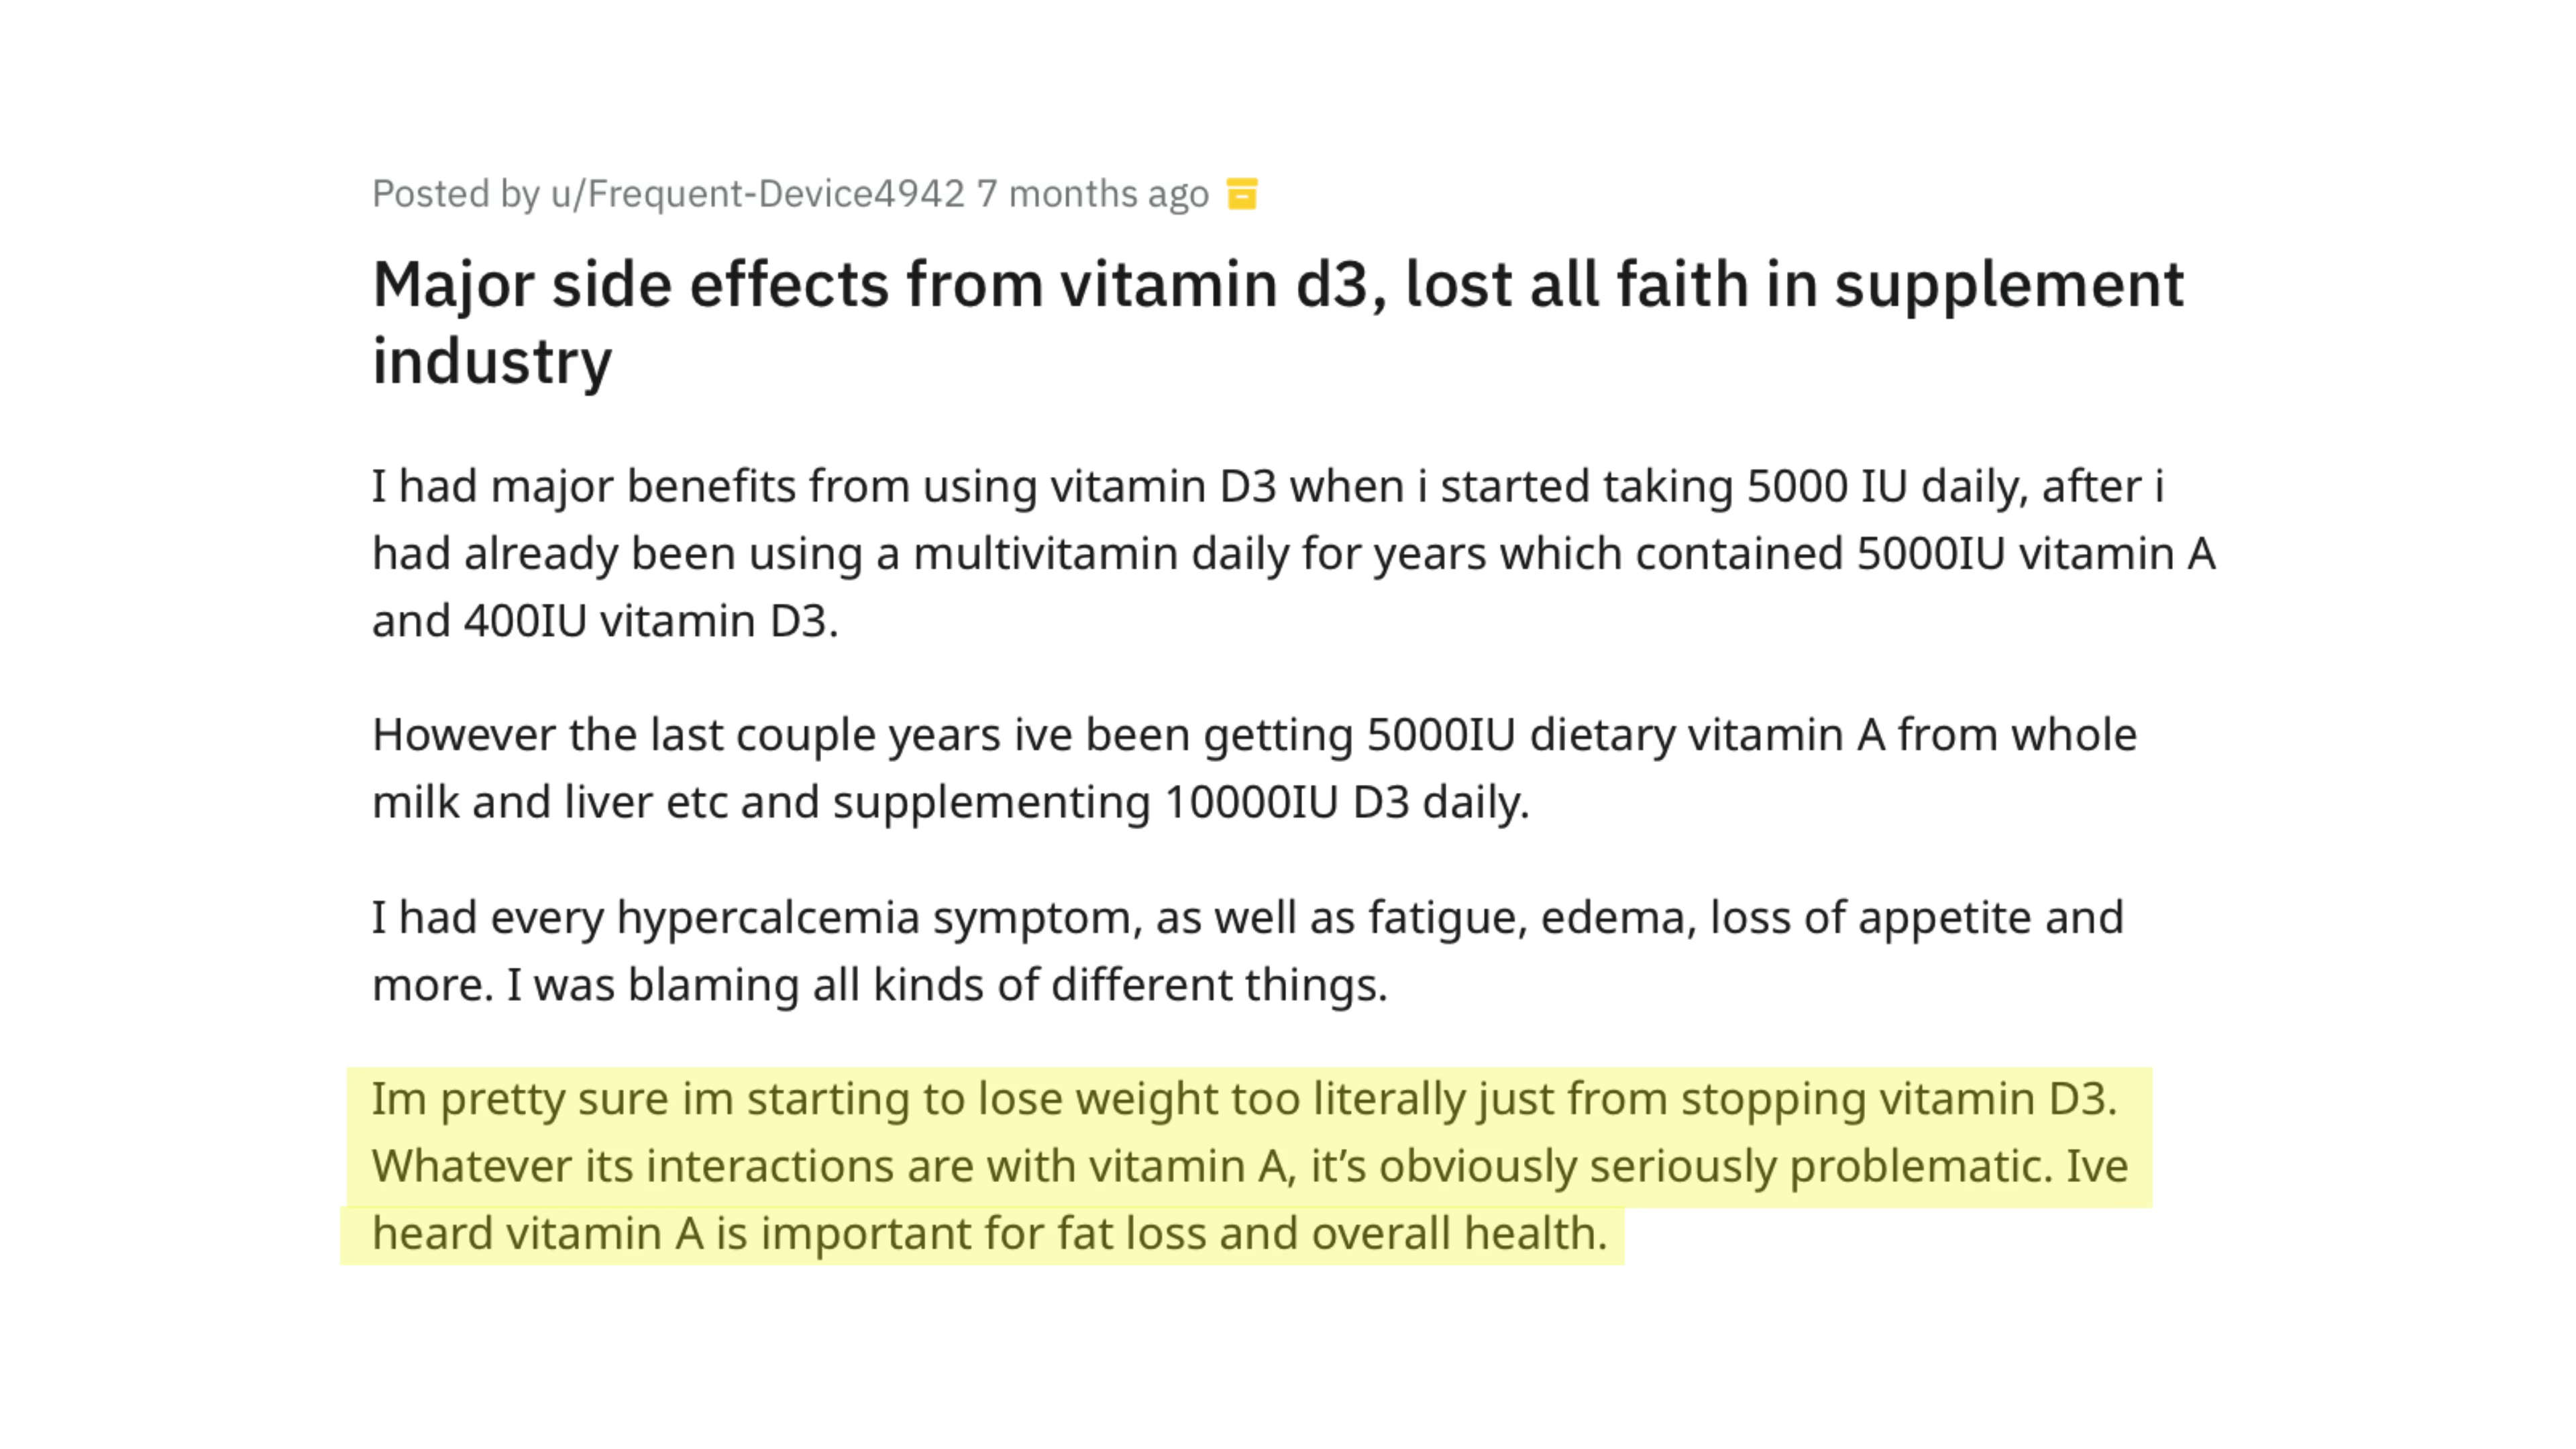 Posted by u/Frequent-Device4942 7 months ago
Major side effects from vitamin d3, lost all faith in supplement
industry
I had major benefits from using vitamin D3 when i started taking 5000 IU daily, after i
had already been using a multivitamin daily for years which contained 5000IU vitamin A
and 400IU vitamin D3.
However the last couple years ive been getting 5000IU dietary vitamin A from whole
milk and liver etc and supplementing 10000IU D3 daily.
I had every hypercalcemia symptom, as well as fatigue, edema, loss of appetite and
more. I was blaming all kinds of different things.
Im pretty sure im starting to lose weight too literally just from stopping vitamin D3.
Whatever its interactions are with vitamin A, it’s obviously seriously problematic. Ive
heard vitamin A is important for fat loss and overall health.